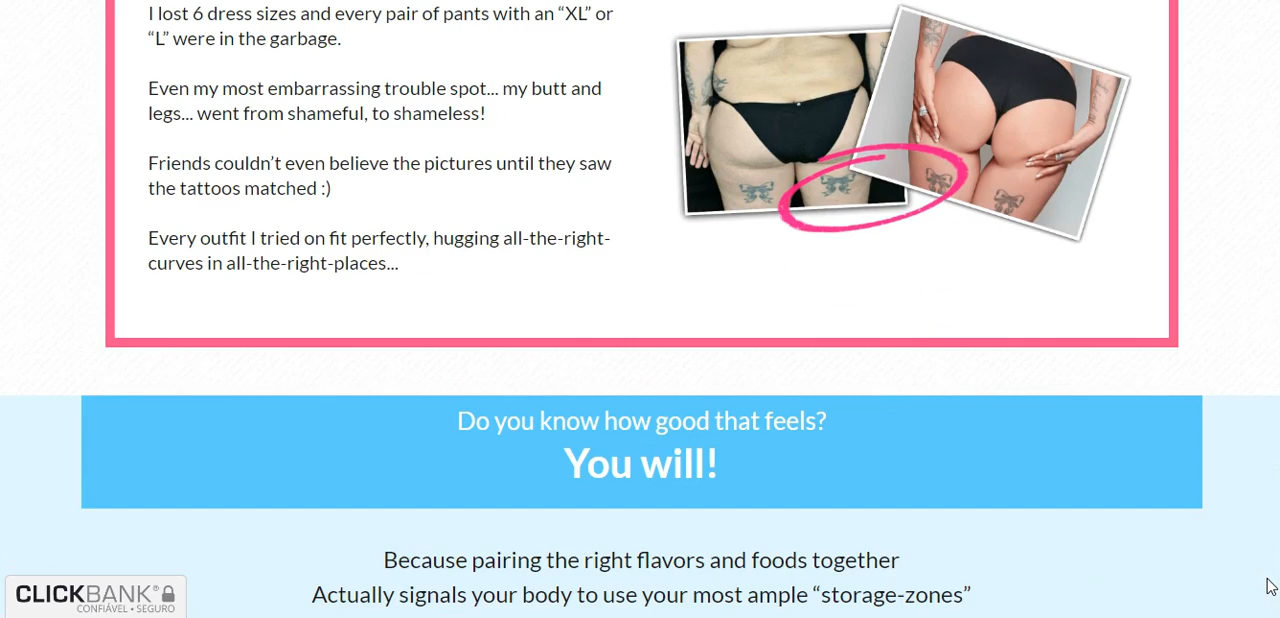 I lost 6 dress sizes and every pair of pants with an “XL” or
“L” were in the garbage.
Even my most embarrassing trouble spot... my butt and
legs... went from shameful, to shameless!
Friends couldn’t even believe the pictures until they saw
the tattoos matched :)
Every outfit I tried on fit perfectly, hugging all-the-right-
curves in all-the-right-places...
Do you know how good that feels?
You will!
Because pairing the right flavors and foods together
Actually signals your body to use your most ample “storage-zones”
CLICKBANK®
CONFIÁVEL • SEGURO